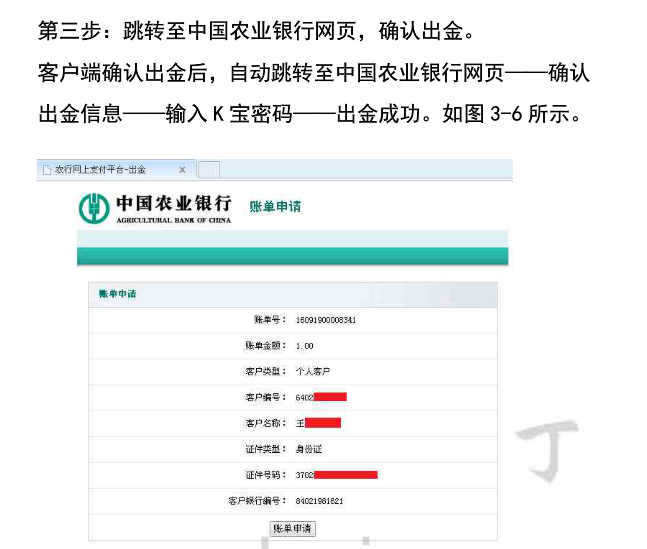 第三步：跳转至中国农业银行网页，确认出金。
客户端确认出金后，自动跳转至中国农业银行网页——确认
出金信息——输入 K 宝密码——出金成功。如图 3-6 所示。
农行网上支付平台-出金 x
中国农业银行 账单申请
AGRICULTURAL BANK OF CHINA
账单申请
账单号： 16091900008341
账单金额： 1.00
客户类型： 个人客户
客户编号： 6402
客户名称： 王
证件类型： 身份证
证件号码： 3702
客户银行编号： 84021981621
账单申请
丁